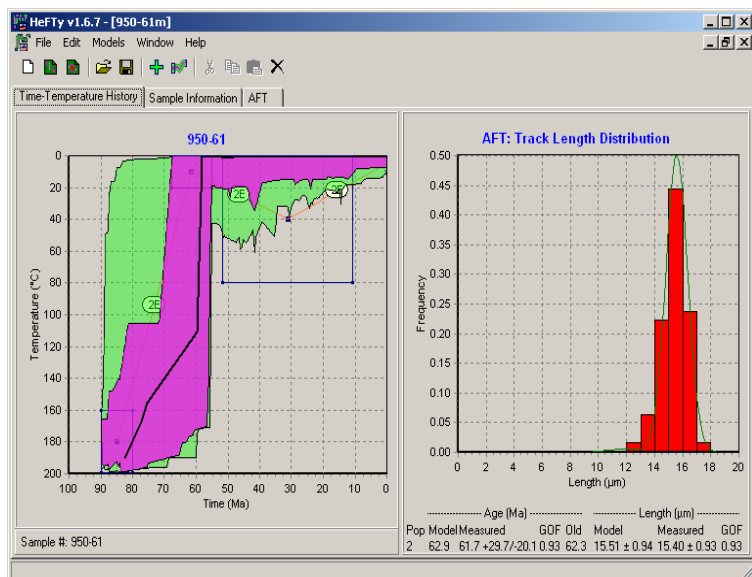 HeFTy v1.6.7 - [950-61m]
File Edit Models Window Help
Time-Temperature History Sample Information AFT
950-61
0
20
40
60
80
100
120
140
160
180
200
Temperature (°C)
2E
2E
2E
100 90 80 70 60 50 40 30 20 10 0
Time (Ma)
Sample #: 950-61
AFT: Track Length Distribution
0.50
0.45
0.40
0.35
0.30
0.25
0.20
0.15
0.10
0.05
0.00
Frequency
0 2 4 6 8 10 12 14 16 18 20
Length (µm)
Age (Ma) Length (µm)
Pop Model Measured GOF Old Model Measured GOF
2 62.9 61.7 +29.7/-20.1 0.93 62.3 15.51 ± 0.94 15.40 ± 0.93 0.93